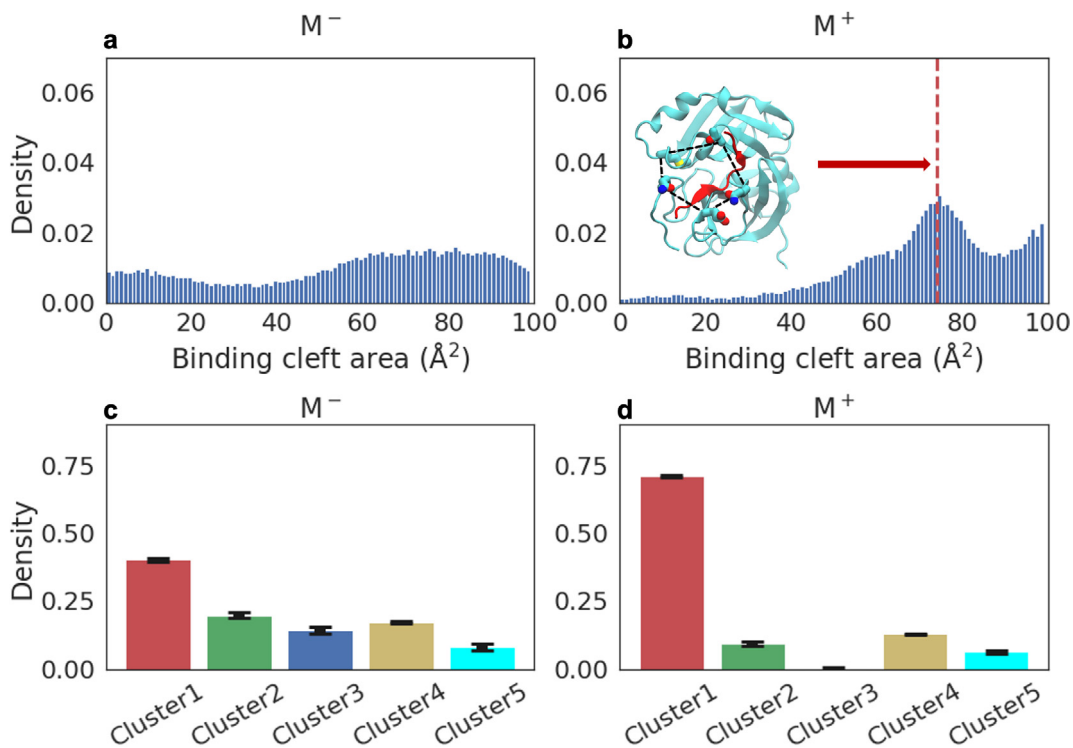 a
M⁻
0.06
0.04
0.02
0.00
Density
0
20
40
60
80
100
Binding cleft area (Å²)
b
M⁺
0.06
0.04
0.02
0.00
0
20
40
60
80
100
Binding cleft area (Å²)
c
M⁻
0.75
0.50
0.25
0.00
Density
Cluster1
Cluster2
Cluster3
Cluster4
Cluster5
d
M⁺
0.75
0.50
0.25
0.00
Cluster1
Cluster2
Cluster3
Cluster4
Cluster5